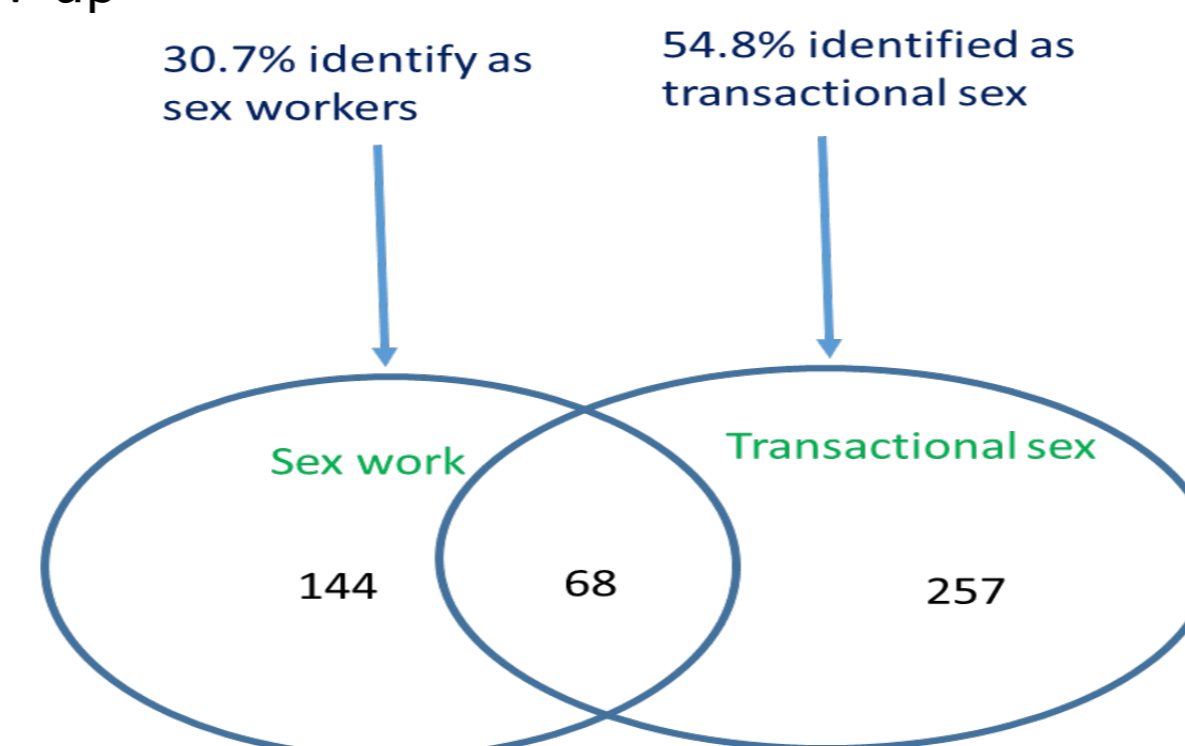 30.7% identify as
sex workers
54.8% identified as
transactional sex
Sex work
Transactional sex
144
68
257